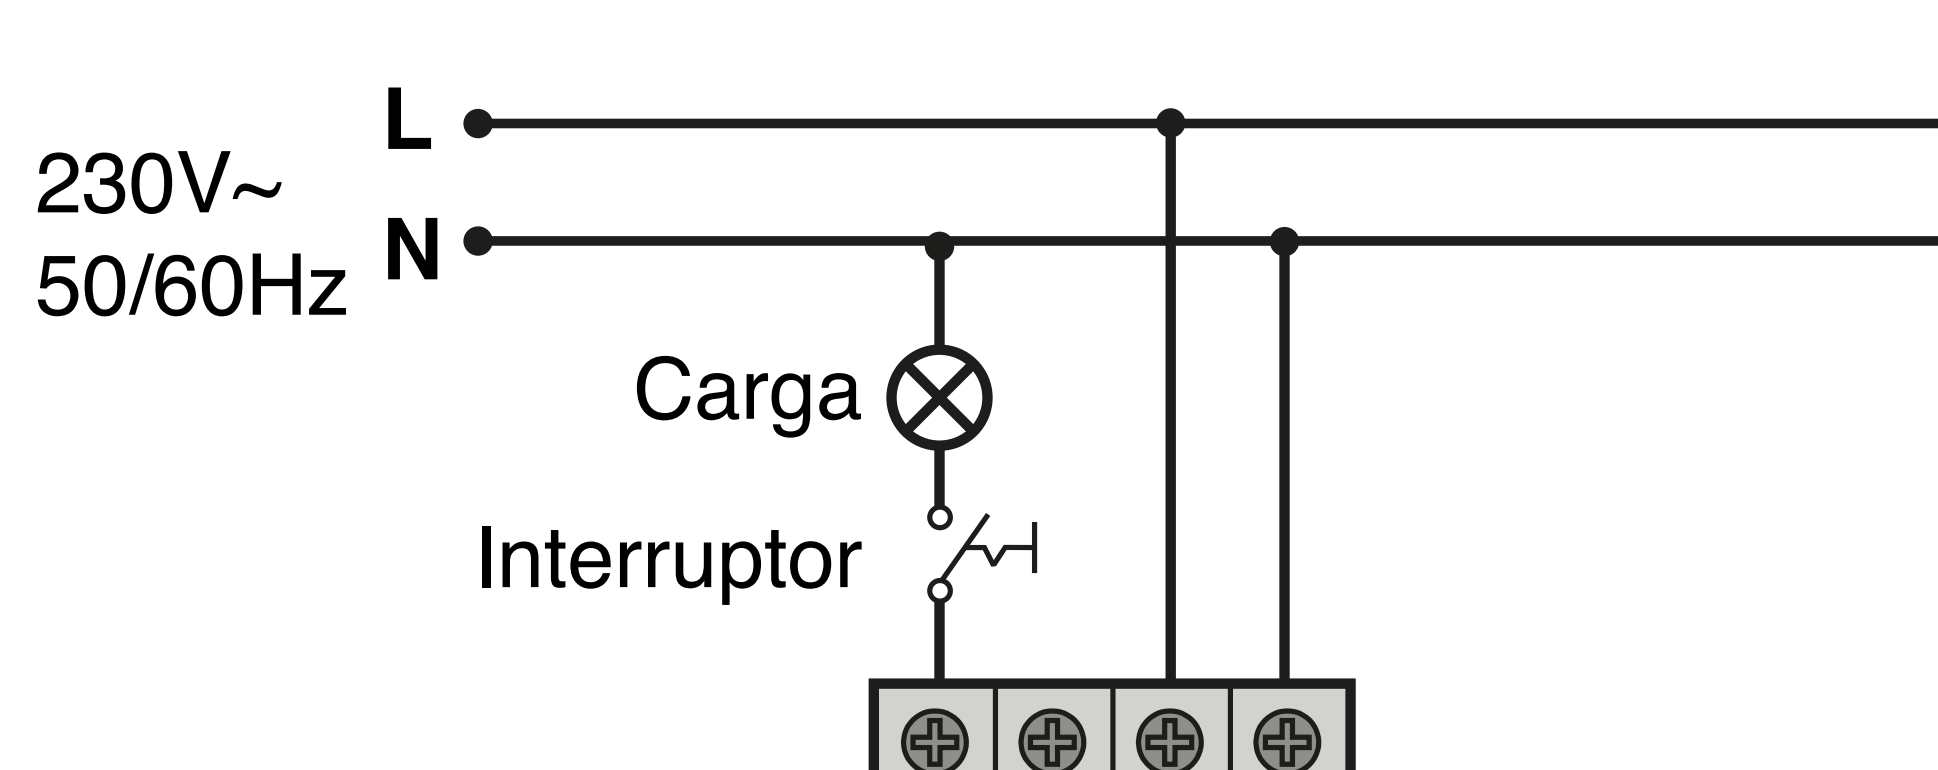 L
230V~
N
50/60Hz
Carga
Interruptor